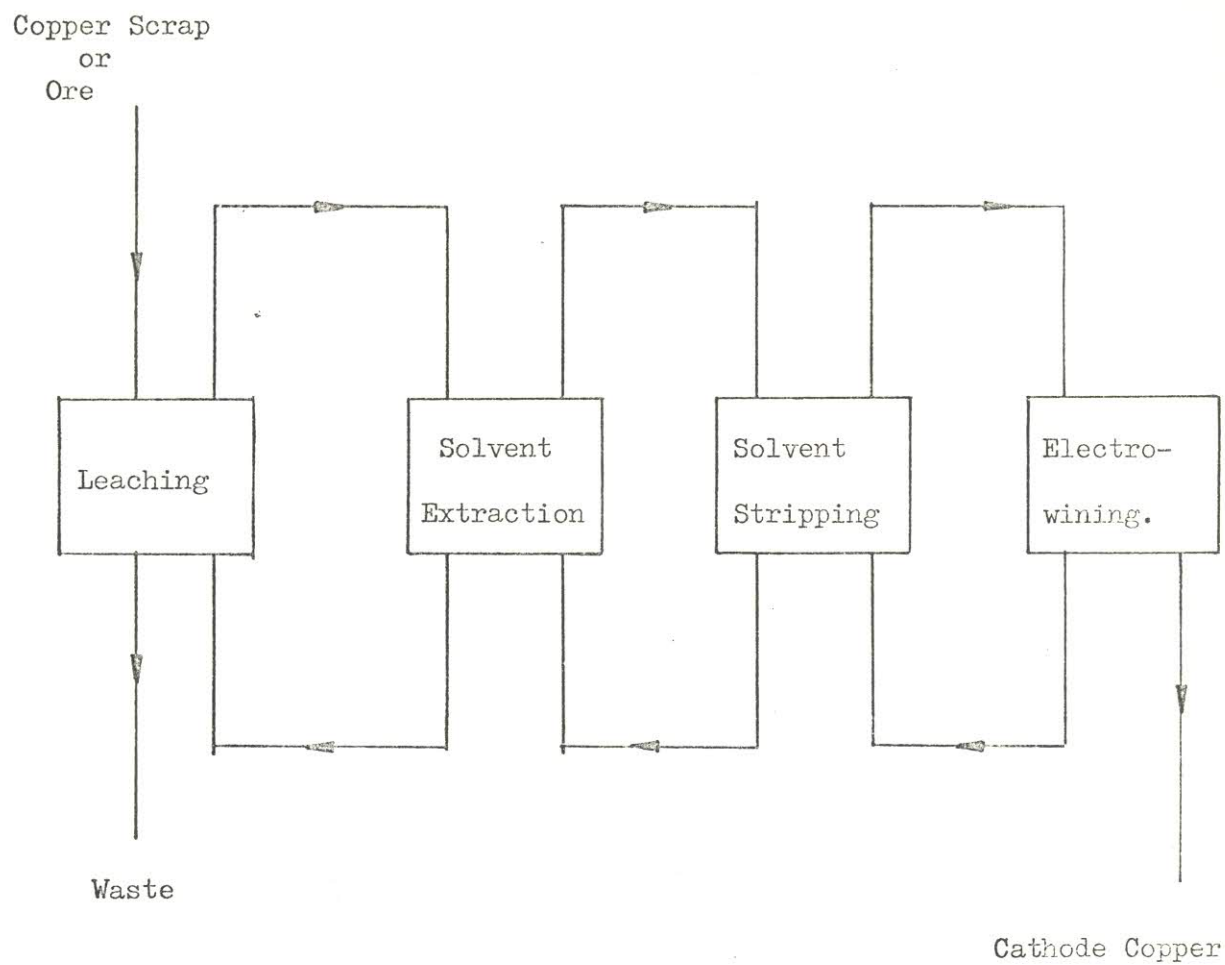 Copper Scrap
or
Ore
Leaching
Solvent
Extraction
Solvent
Stripping
Electro-
wining.
Waste
Cathode Copper